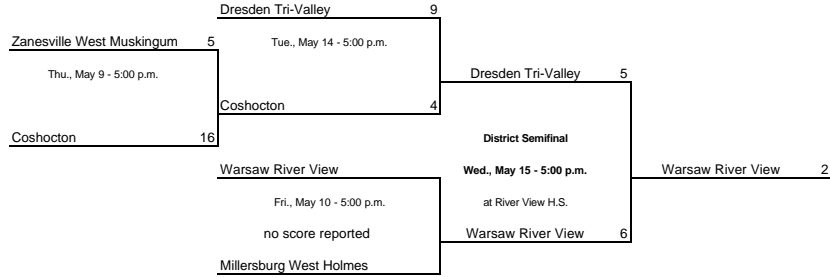 Dresden Tri-Valley 9
Zanesville West Muskingum 5
Tue., May 14 - 5:00 p.m.
Thu., May 9 - 5:00 p.m.
Dresden Tri-Valley 5
Coshocton 4
Coshocton 16
District Semifinal
Warsaw River View
Wed., May 15 - 5:00 p.m.
Warsaw River View 2
Fri., May 10 - 5:00 p.m.
at River View H.S.
no score reported
Warsaw River View 6
Millersburg West Holmes